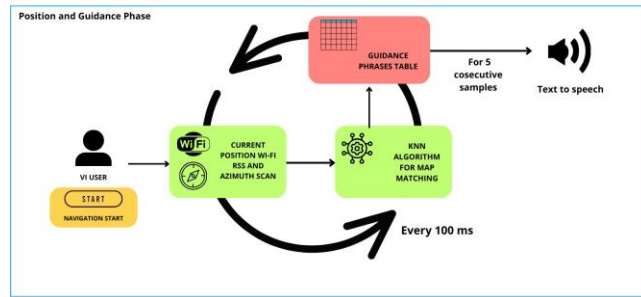 Position and Guidance Phase
GUIDANCE
PHRASES TABLE
For 5
cosecutive
samples
Text to speech
WiFi
CURRENT
POSITION WI-FI
RSS AND
AZIMUTH SCAN
KNN
ALGORITHM
FOR MAP
MATCHING
VI USER
START
NAVIGATION START
Every 100 ms